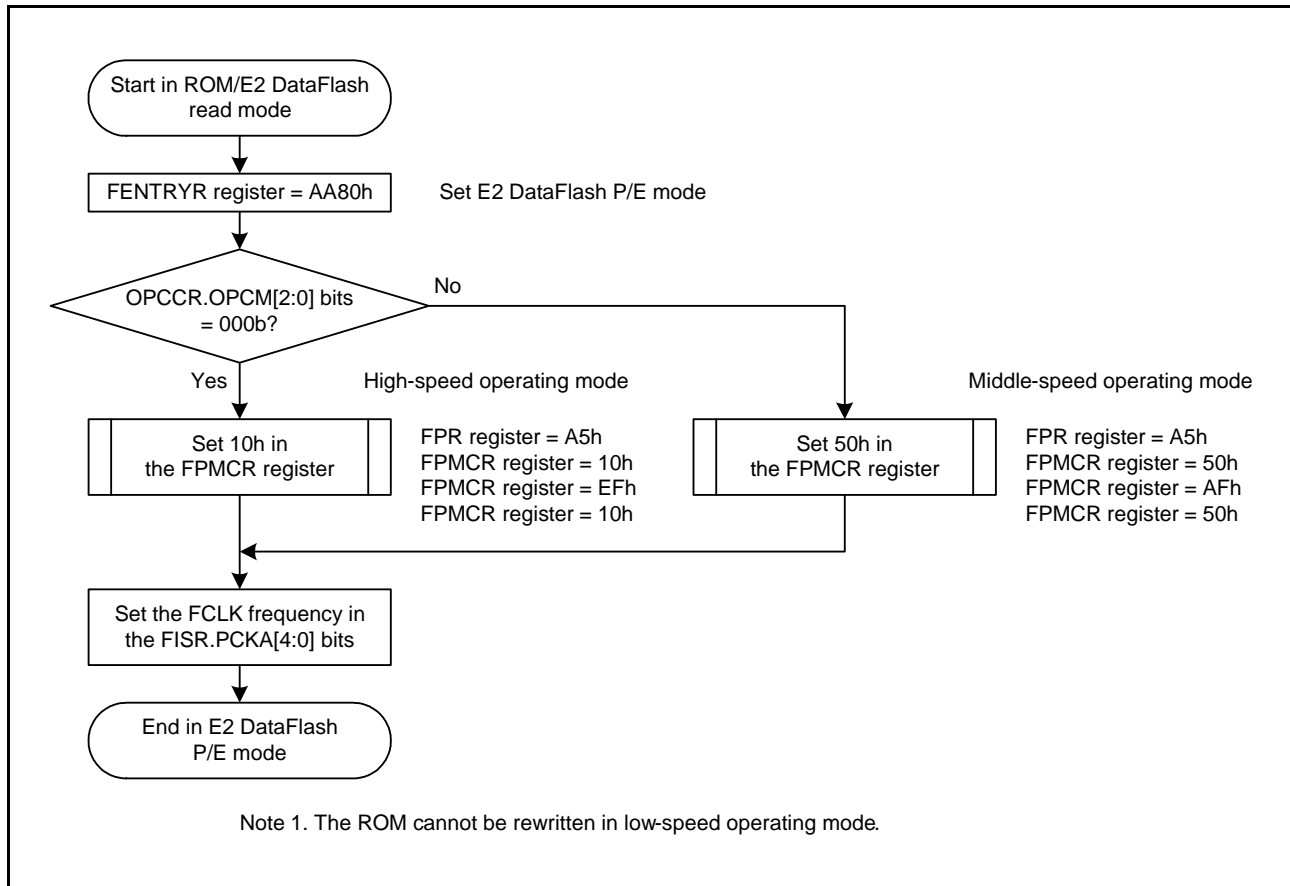 Start in ROM/E2 DataFlash
read mode
FENTRYR register = AA80h
Set E2 DataFlash P/E mode
OPCCR.OPCM[2:0] bits
= 000b?
No
Yes
High-speed operating mode
Middle-speed operating mode
Set 10h in
the FPMCR register
FPR register = A5h
FPMCR register = 10h
FPMCR register = EFh
FPMCR register = 10h
Set 50h in
the FPMCR register
FPR register = A5h
FPMCR register = 50h
FPMCR register = AFh
FPMCR register = 50h
Set the FCLK frequency in
the FISR.PCKA[4:0] bits
End in E2 DataFlash
P/E mode
Note 1. The ROM cannot be rewritten in low-speed operating mode.